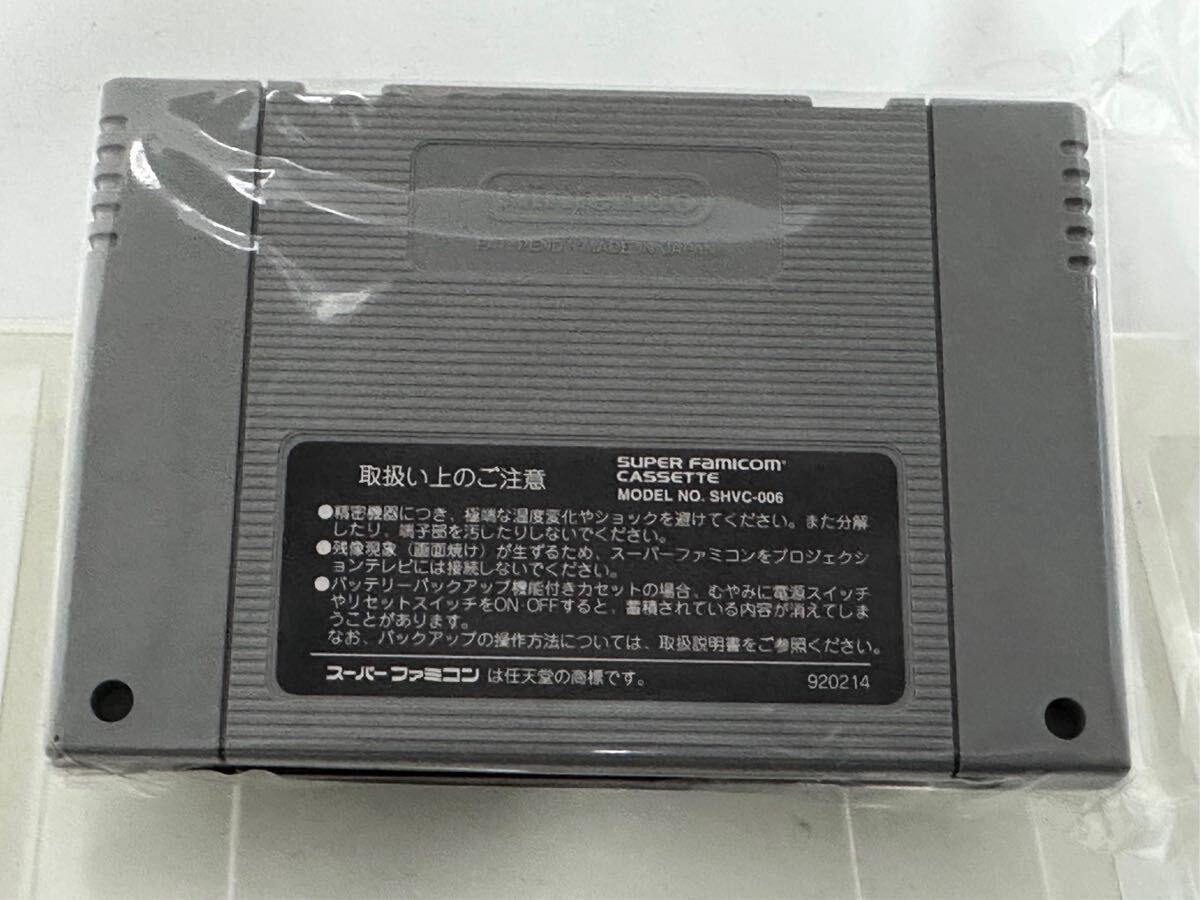 Nintendo
PAT. PEND. / MADE IN JAPAN
取扱い上のご注意
SUPER FAMICOM
CASSETTE
MODEL NO. SHVC-006
●精密機器につき、極端な温度変化やショックを避けてください。また分解
したり、端子部を汚したりしないでください。
●残像現象（画面焼け）が生ずるため、スーパーファミコンをプロジェクシ
ョンテレビには接続しないでください。
●バッテリーバックアップ機能付きカセットの場合、むやみに電源スイッチ
やリセットスイッチをON・OFFすると、蓄積されている内容が消えてしま
うことがあります。
なお、バックアップの操作方法については、取扱説明書をご参照ください。
スーパーファミコンは任天堂の商標です。
920214